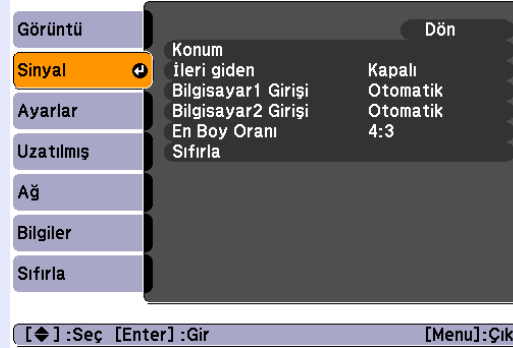 Görüntü
Sinyal
Ayarlar
Uzatılmış
Ağ
Bilgiler
Sıfırla
Dön
Konum
İleri giden Kapalı
Bilgisayar1 Girişi Otomatik
Bilgisayar2 Girişi Otomatik
En Boy Oranı 4:3
Sıfırla
[◆] :Seç [Enter] :Gir [Menu]:Çık